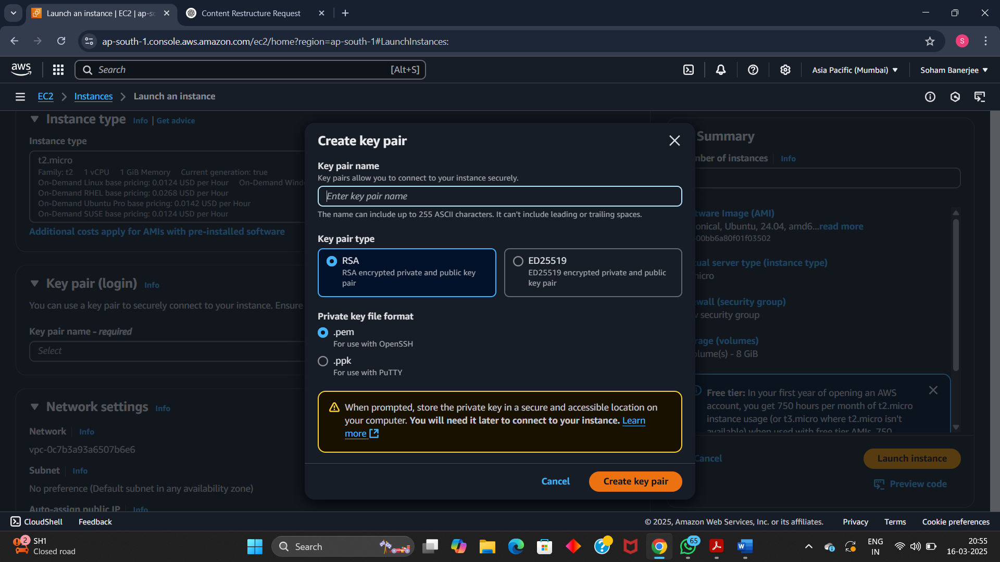 Launch an instance | EC2 | ap-so
Content Restructure Request
ap-south-1.console.aws.amazon.com/ec2/home?region=ap-south-1#LaunchInstances:
S
aws
Search
[Alt+S]
Asia Pacific (Mumbai)
Soham Banerjee
EC2
Instances
Launch an instance
Instance type
Info
Get advice
Instance type
t2.micro
Family: t2 1 vCPU 1 GiB Memory Current generation: true
On-Demand Linux base pricing: 0.0124 USD per Hour On-Demand Wind
On-Demand RHEL base pricing: 0.0268 USD per Hour
On-Demand Ubuntu Pro base pricing: 0.0142 USD per Hour
On-Demand SUSE base pricing: 0.0124 USD per Hour
Additional costs apply for AMIs with pre-installed software
Key pair (login)
Info
You can use a key pair to securely connect to your instance. Ensure
Key pair name - required
Select
Network settings
Info
Network
Info
vpc-0c7b3a93a6507b6e6
Subnet
Info
No preference (Default subnet in any availability zone)
Auto-assign public IP
Info
Create key pair
Key pair name
Key pairs allow you to connect to your instance securely.
Enter key pair name
The name can include up to 255 ASCII characters. It can't include leading or trailing spaces.
Key pair type
RSA
RSA encrypted private and public key
pair
ED25519
ED25519 encrypted private and public
key pair
Private key file format
.pem
For use with OpenSSH
.ppk
For use with PuTTY
When prompted, store the private key in a secure and accessible location on
your computer. You will need it later to connect to your instance. Learn
more
Cancel
Create key pair
Summary
nber of instances
Info
tware Image (AMI)
onical, Ubuntu, 24.04, amd6...read more
00bb6a80f01f03502
ual server type (instance type)
nicro
wall (security group)
v security group
rage (volumes)
lume(s) - 8 GiB
Free tier: In your first year of opening an AWS
account, you get 750 hours per month of t2.micro
instance usage (or t3.micro where t2.micro isn't
available) when used with free tier AMIs, 750
Cancel
Launch instance
Preview code
CloudShell
Feedback
© 2025, Amazon Web Services, Inc. or its affiliates.
Privacy
Terms
Cookie preferences
2
SH1
Closed road
Search
65
ENG
IN
20:55
16-03-2025